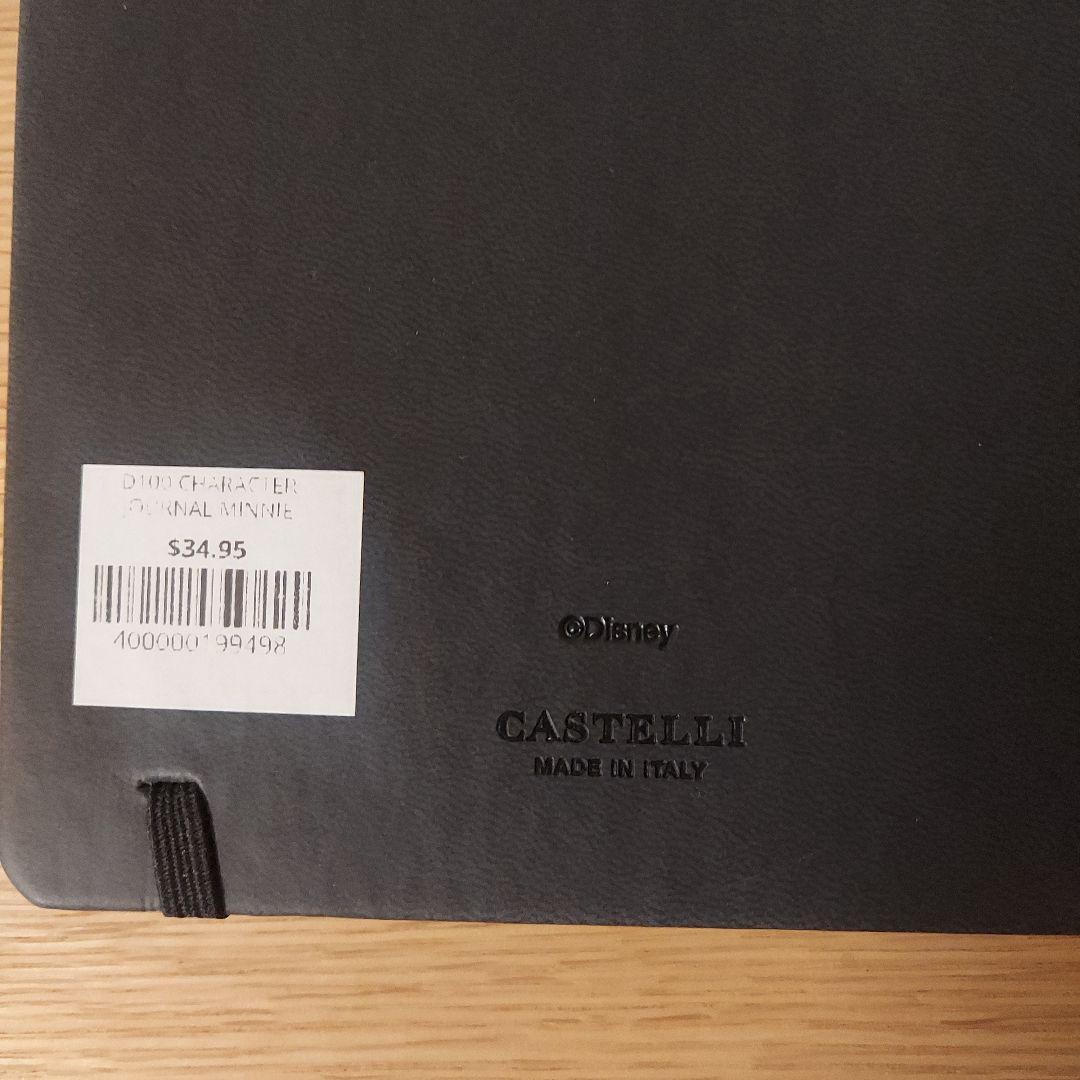 D100 CHARACTER
JOURNAL MINNIE
$34.95
400000199498
©Disney
CASTELLI
MADE IN ITALY